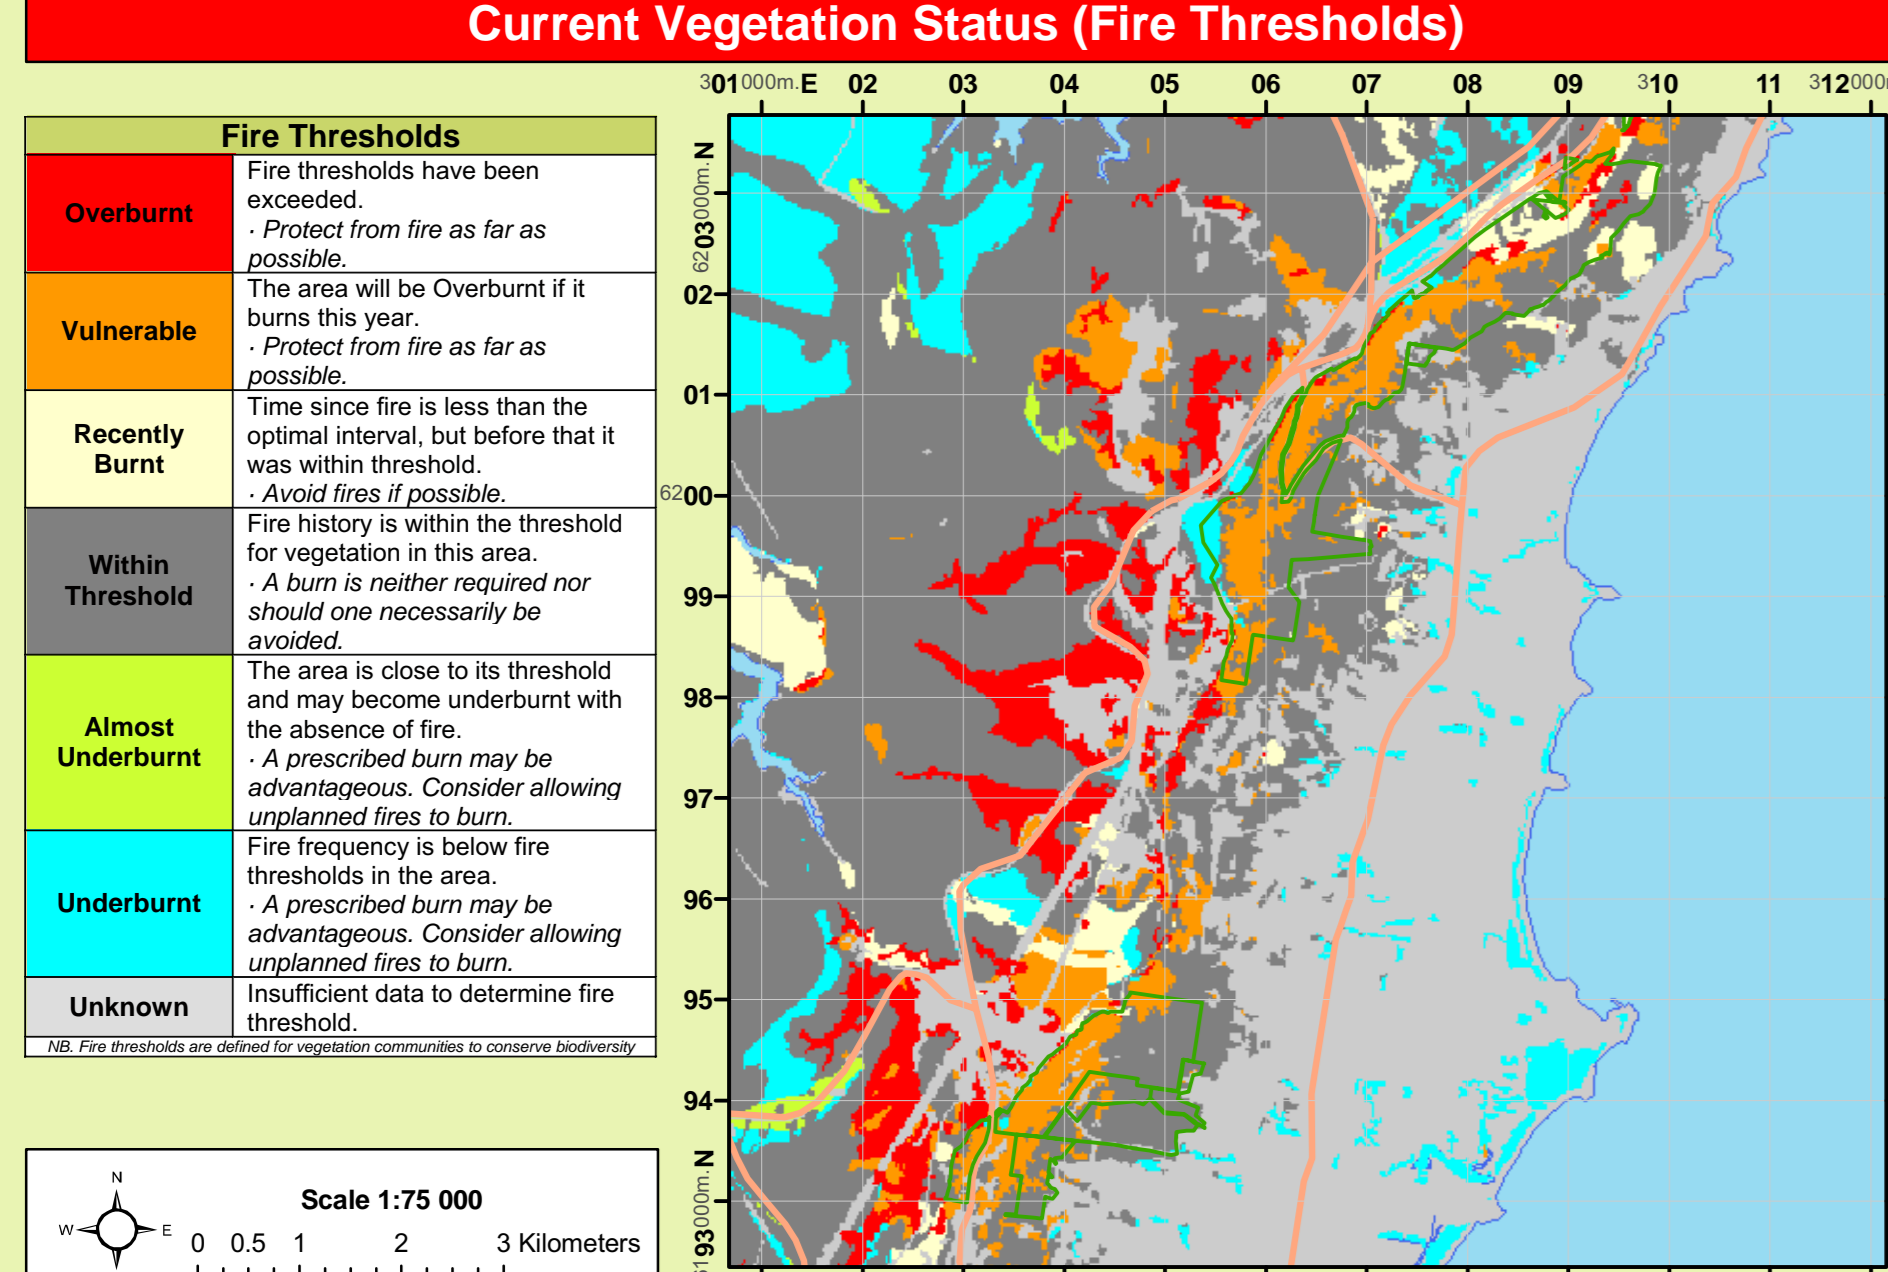 Current Vegetation Status (Fire Thresholds)
301000m.E 02 03 04 05 06 07 08 09 310 11 312000m
Fire Thresholds
Overburnt
Fire thresholds have been
exceeded.
· Protect from fire as far as
possible.
Vulnerable
The area will be Overburnt if it
burns this year.
· Protect from fire as far as
possible.
Recently
Burnt
Time since fire is less than the
optimal interval, but before that it
was within threshold.
· Avoid fires if possible.
Within
Threshold
Fire history is within the threshold
for vegetation in this area.
· A burn is neither required nor
should one necessarily be
avoided.
Almost
Underburnt
The area is close to its threshold
and may become underburnt with
the absence of fire.
· A prescribed burn may be
advantageous. Consider allowing
unplanned fires to burn.
Underburnt
Fire frequency is below fire
thresholds in the area.
· A prescribed burn may be
advantageous. Consider allowing
unplanned fires to burn.
Unknown
Insufficient data to determine fire
threshold.
NB. Fire thresholds are defined for vegetation communities to conserve biodiversity
6203000m.N
02
01
6200
99
98
97
96
95
94
6193000m.N
N
W E
Scale 1:75 000
0 0.5 1 2 3 Kilometers